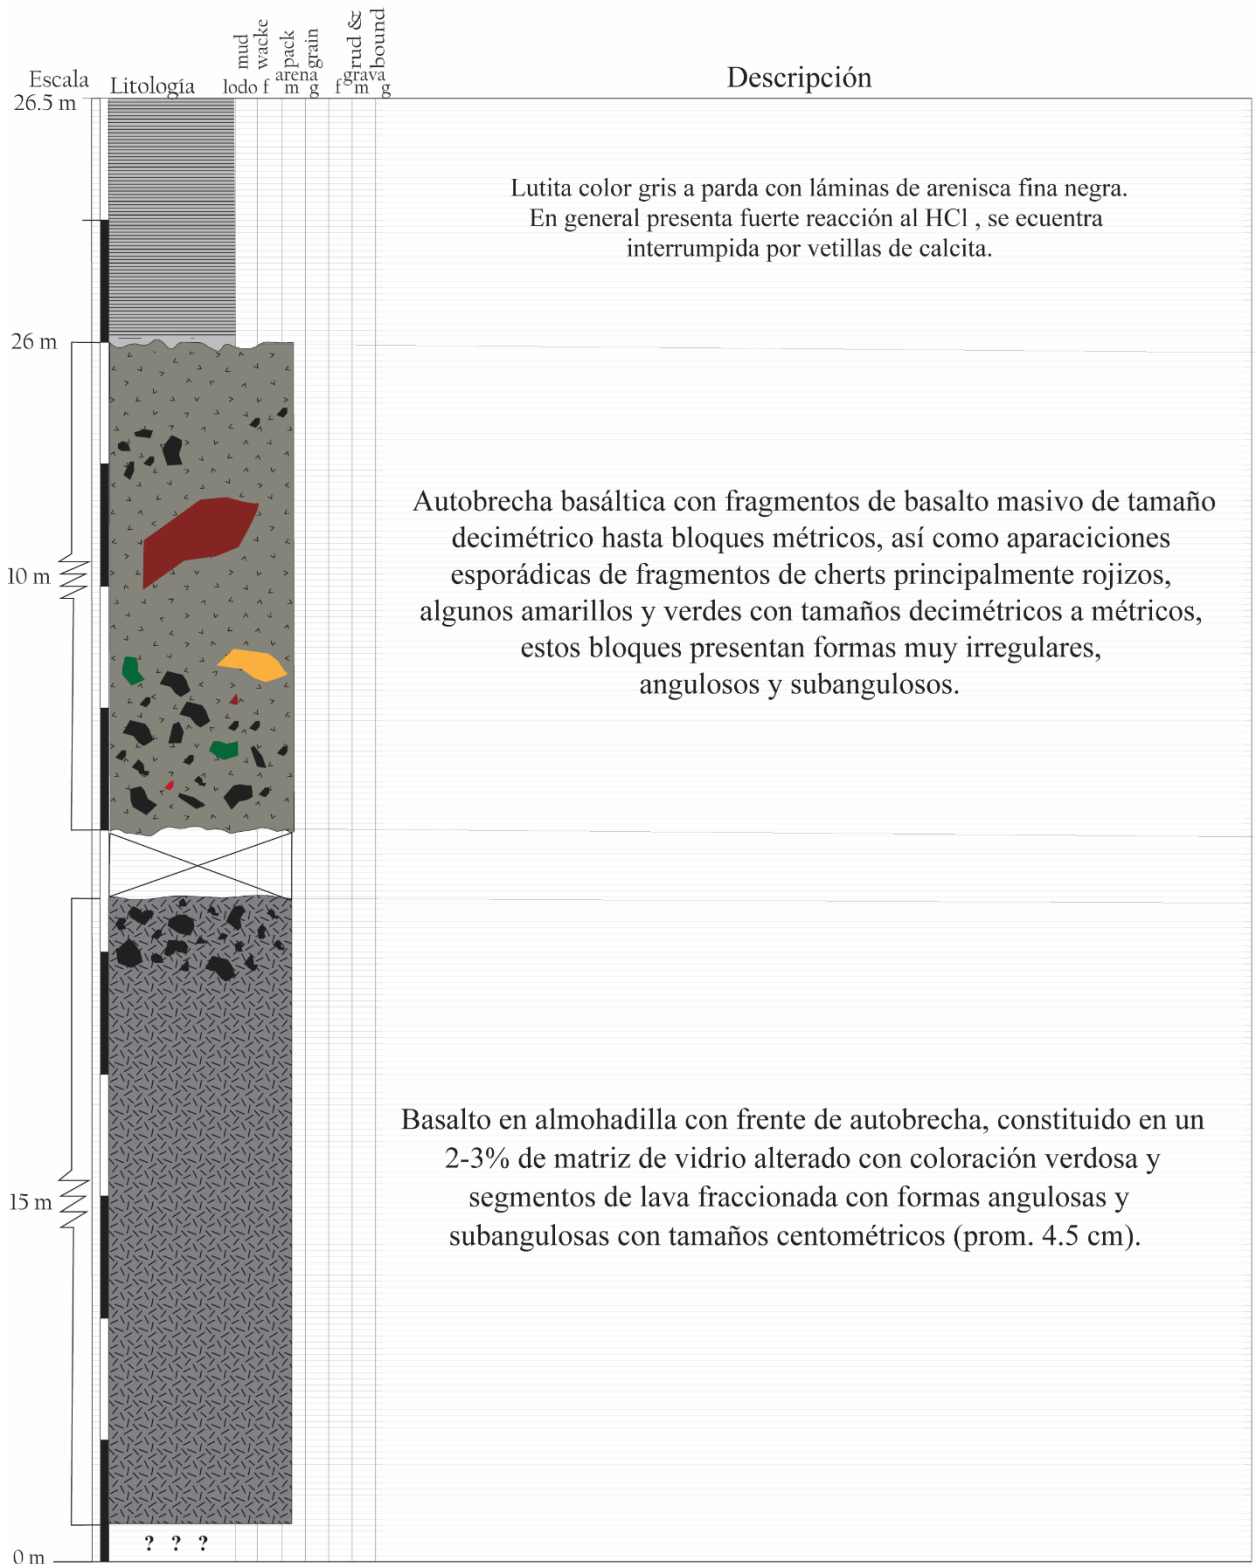 Escala
Litología
lodo
mud
wacke
f
pack
arena
m
grain
g
f
rud &
grava
m
bound
g
Descripción
26.5 m
Lutita color gris a parda con láminas de arenisca fina negra.
En general presenta fuerte reacción al HCl , se ecuentra
interrumpida por vetillas de calcita.
26 m
Autobrecha basáltica con fragmentos de basalto masivo de tamaño
decimétrico hasta bloques métricos, así como aparaciciones
esporádicas de fragmentos de cherts principalmente rojizos,
algunos amarillos y verdes con tamaños decimétricos a métricos,
estos bloques presentan formas muy irregulares,
angulosos y subangulosos.
10 m
Basalto en almohadilla con frente de autobrecha, constituido en un
2-3% de matriz de vidrio alterado con coloración verdosa y
segmentos de lava fraccionada con formas angulosas y
subangulosas con tamaños centométricos (prom. 4.5 cm).
15 m
? ? ?
0 m